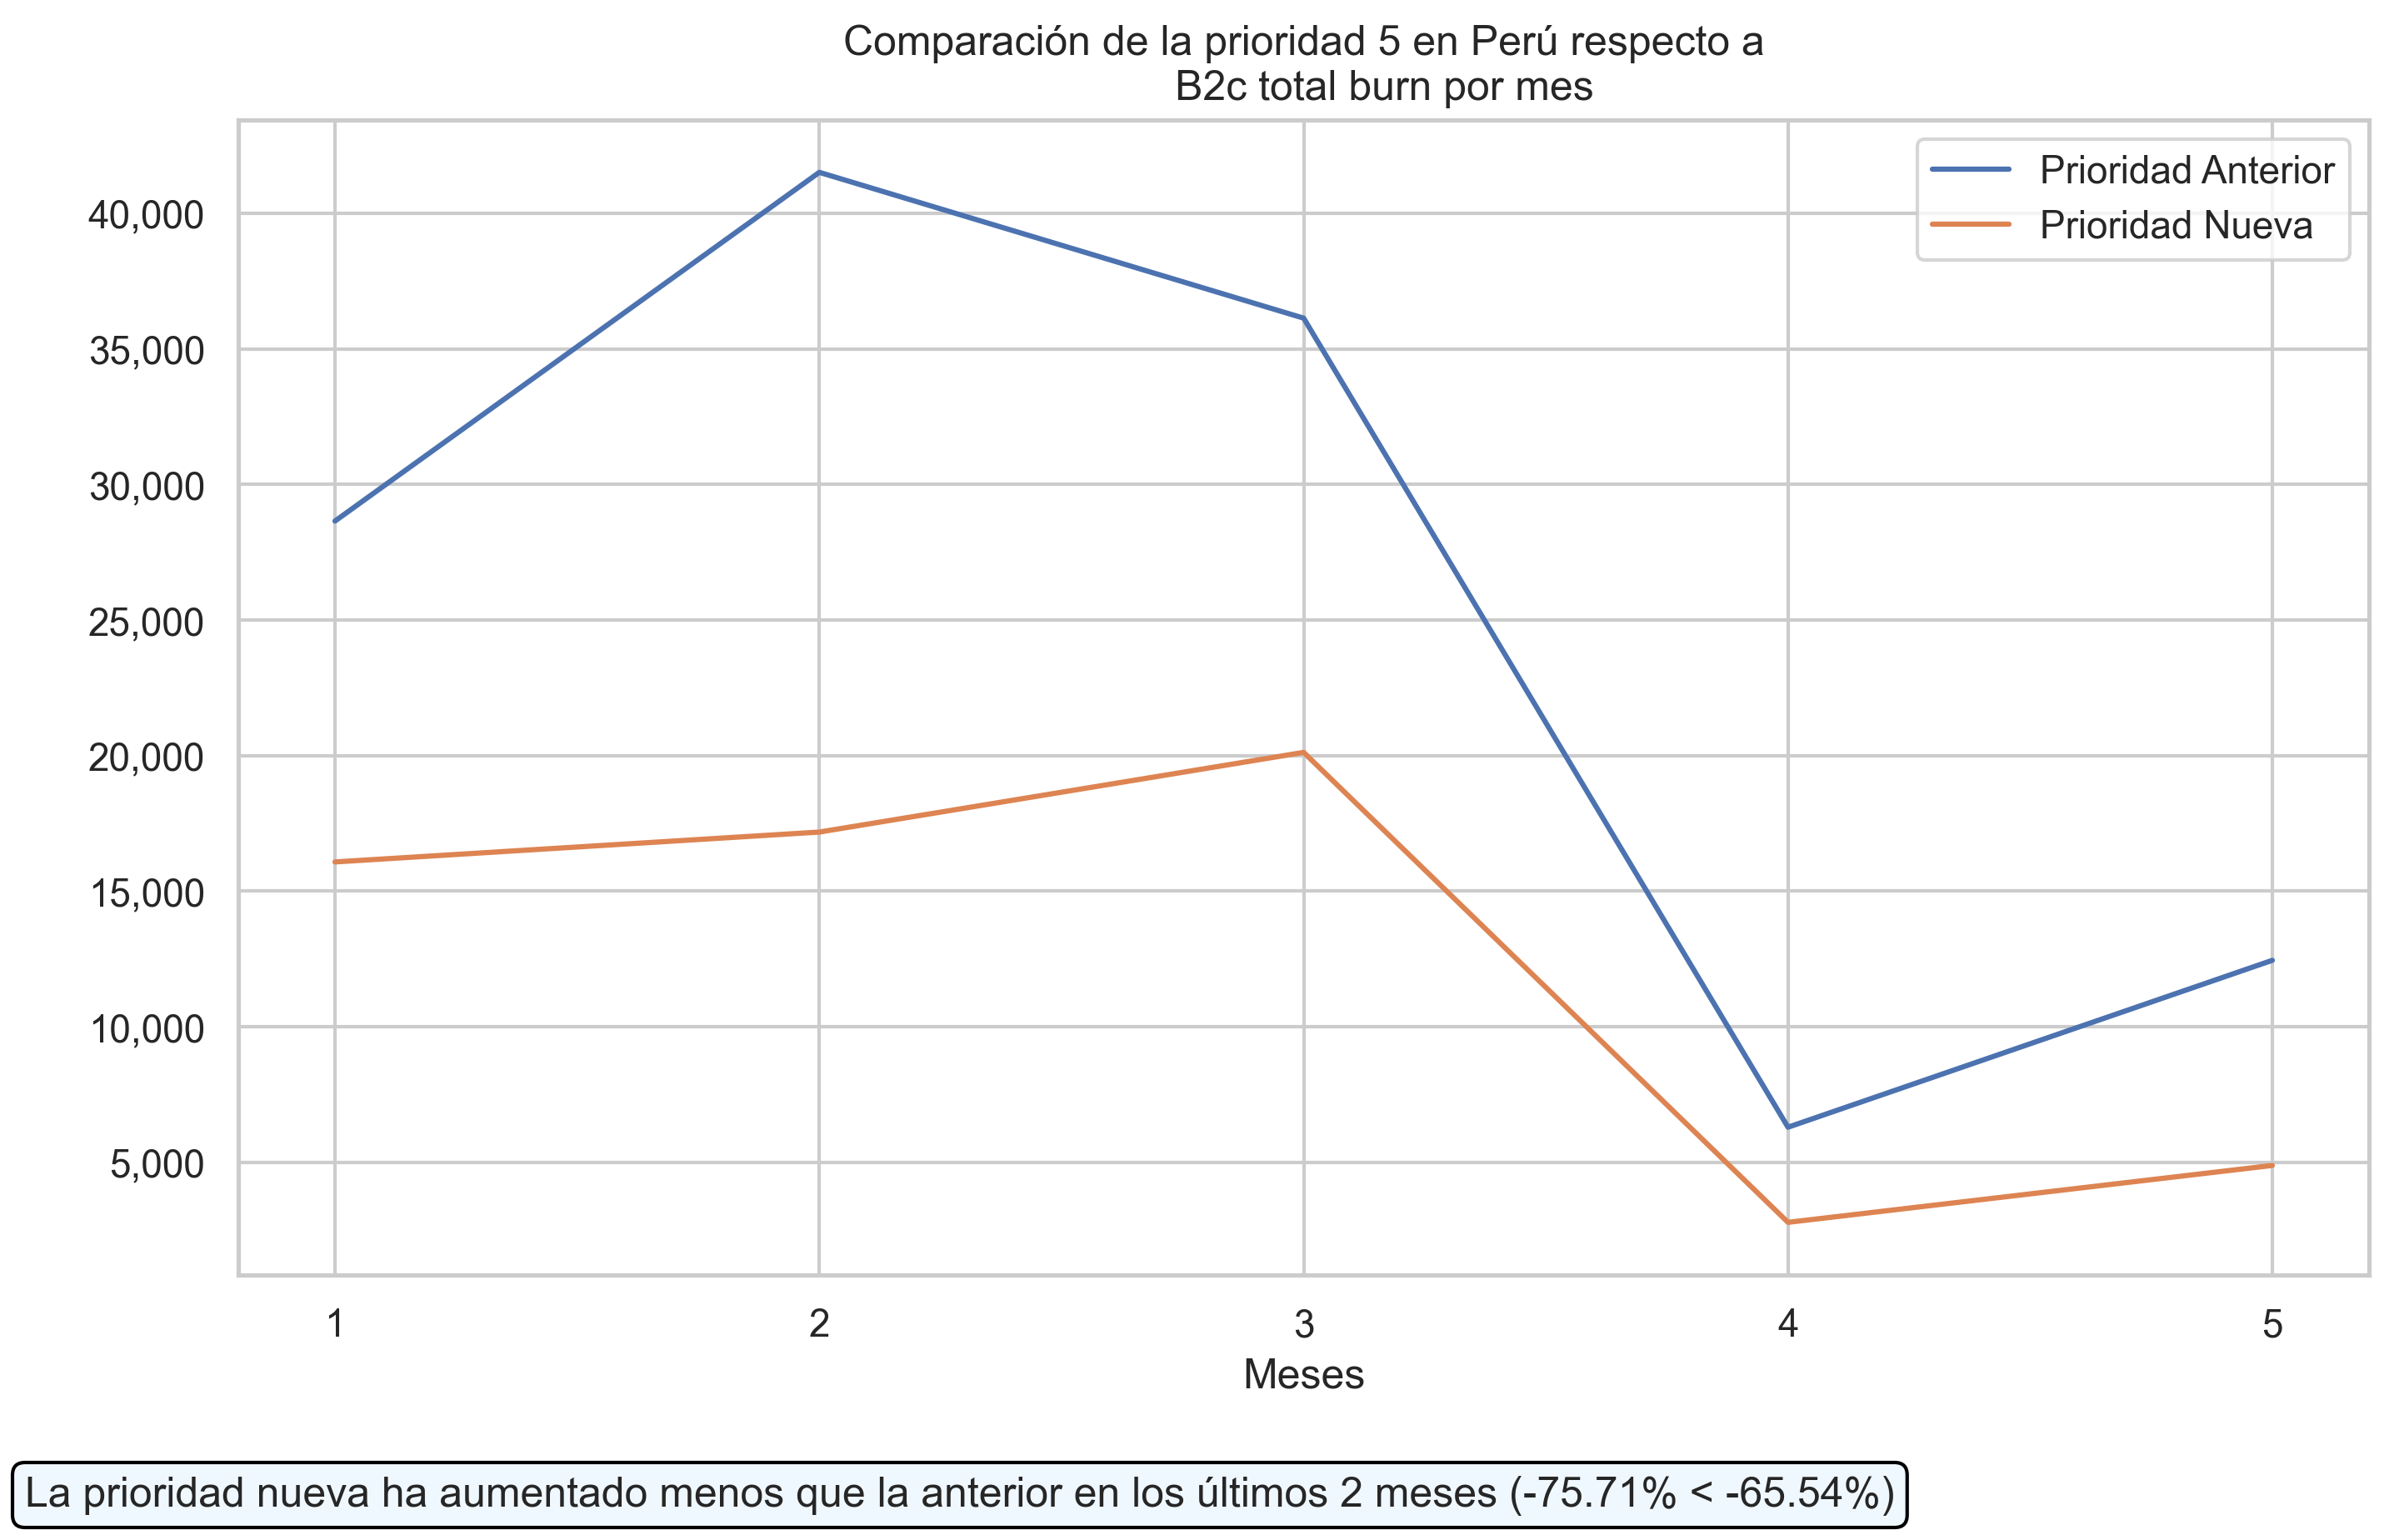 Comparación de la prioridad 5 en Perú respecto a
B2c total burn por mes
Prioridad Anterior
Prioridad Nueva
40,000
35,000
30,000
25,000
20,000
15,000
10,000
5,000
1 2 3 4 5
Meses
La prioridad nueva ha aumentado menos que la anterior en los últimos 2 meses (-75.71% < -65.54%)